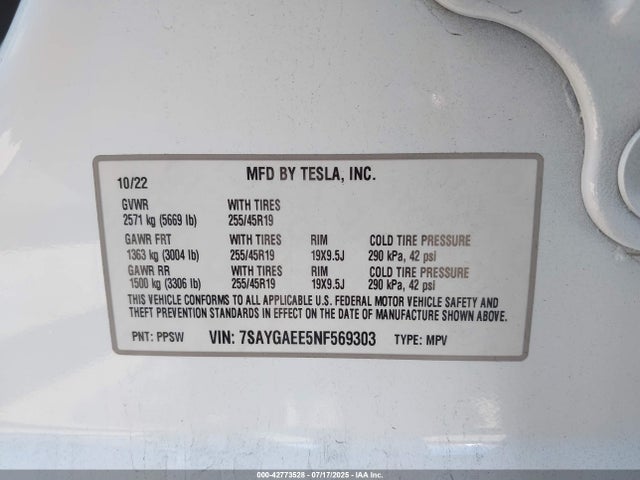 MFD BY TESLA, INC.
10/22
GVWR WITH TIRES
2571 kg (5669 lb) 255/45R19
GAWR FRT WITH TIRES RIM COLD TIRE PRESSURE
1363 kg (3004 lb) 255/45R19 19X9.5J 290 kPa, 42 psi
GAWR RR WITH TIRES RIM COLD TIRE PRESSURE
1500 kg (3306 lb) 255/45R19 19X9.5J 290 kPa, 42 psi
THIS VEHICLE CONFORMS TO ALL APPLICABLE U.S. FEDERAL MOTOR VEHICLE SAFETY AND
THEFT PREVENTION STANDARDS IN EFFECT ON THE DATE OF MANUFACTURE SHOWN ABOVE.
PNT: PPSW VIN: 7SAYGAEE5NF569303 TYPE: MPV
000-42773528 - 07/17/2025 - IAA Inc.